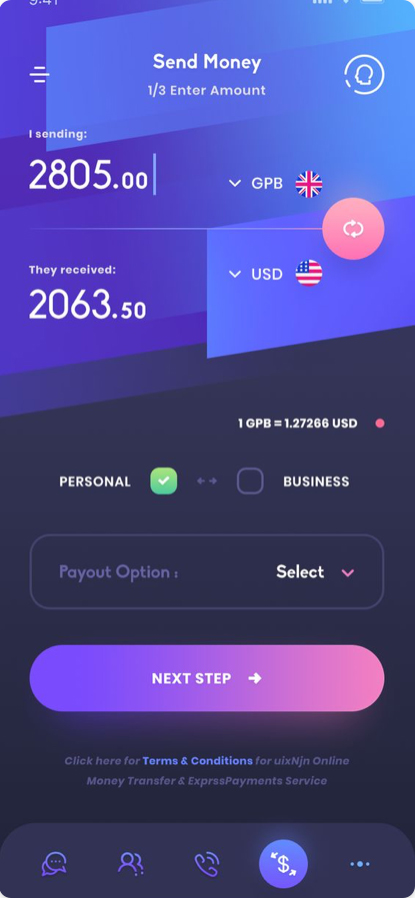 9:41
Send Money
1/3 Enter Amount
I sending:
2805.00
GPB
They received:
USD
2063.50
1 GPB = 1.27266 USD
PERSONAL
BUSINESS
Payout Option :
Select
NEXT STEP
Click here for Terms & Conditions for uixNjn Online
Money Transfer & ExprssPayments Service
$